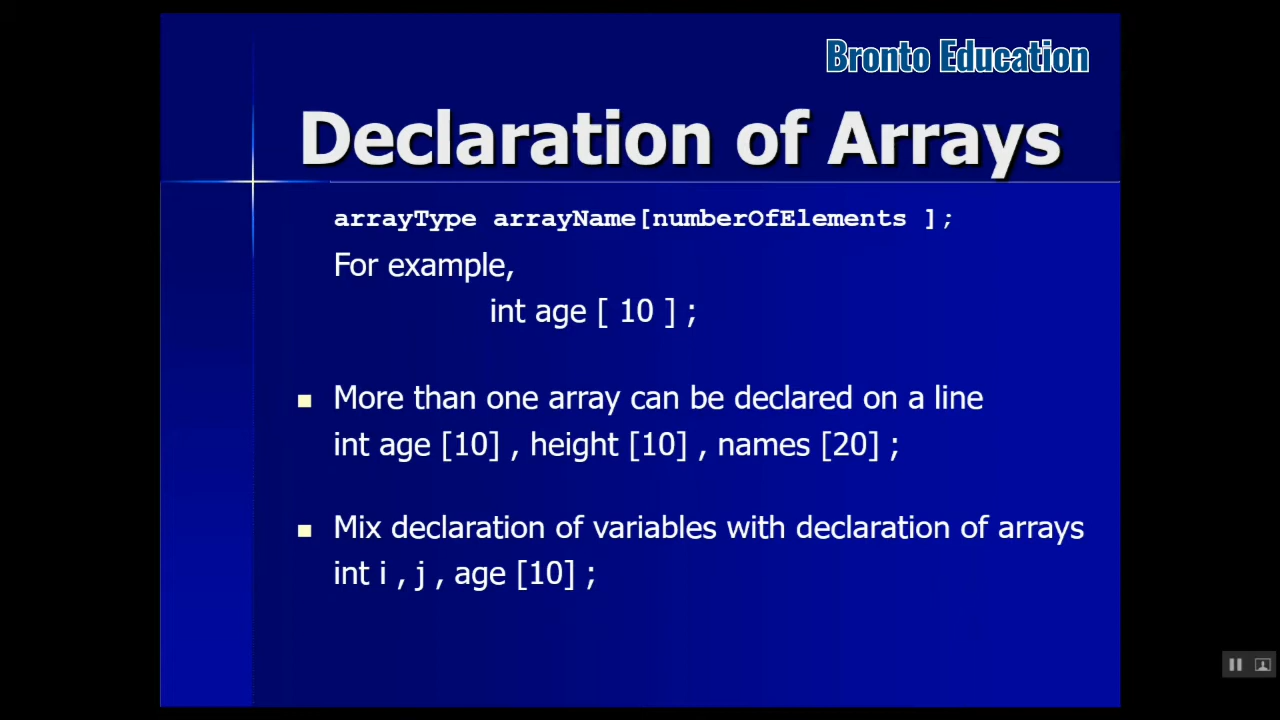 Bronto Education
Declaration of Arrays
arrayType arrayName[numberOfElements ];
For example,
int age [ 10 ] ;
More than one array can be declared on a line
int age [10] , height [10] , names [20] ;
Mix declaration of variables with declaration of arrays
int i , j , age [10] ;